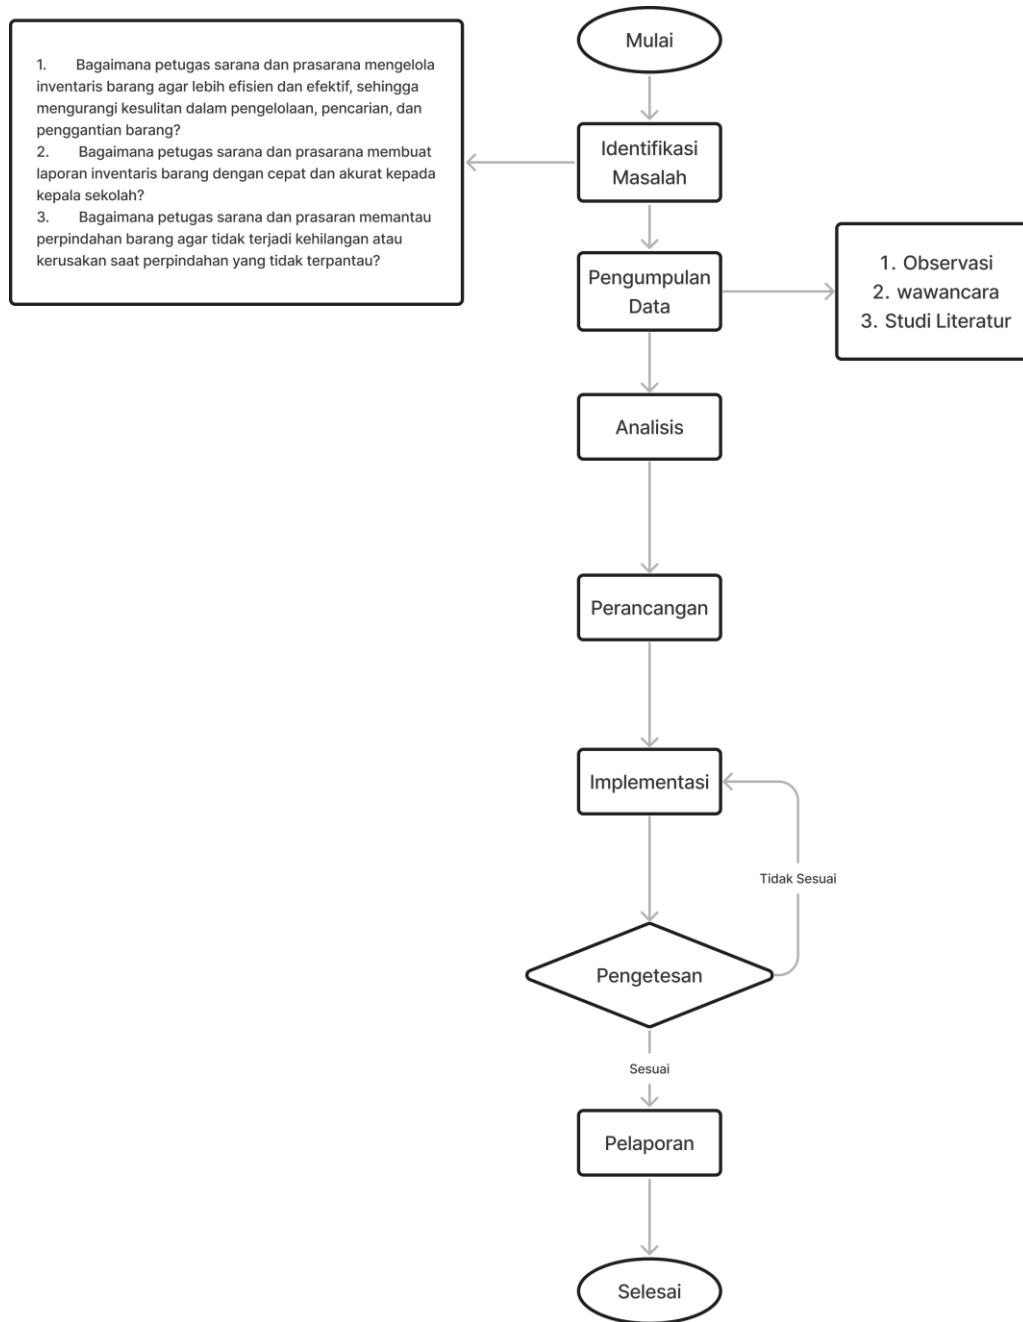 Mulai
1. Bagaimana petugas sarana dan prasarana mengelola
inventaris barang agar lebih efisien dan efektif, sehingga
mengurangi kesulitan dalam pengelolaan, pencarian, dan
penggantian barang?
2. Bagaimana petugas sarana dan prasarana membuat
laporan inventaris barang dengan cepat dan akurat kepada
kepala sekolah?
3. Bagaimana petugas sarana dan prasaran memantau
perpindahan barang agar tidak terjadi kehilangan atau
kerusakan saat perpindahan yang tidak terpantau?
Identifikasi
Masalah
Pengumpulan
Data
1. Observasi
2. wawancara
3. Studi Literatur
Analisis
Perancangan
Implementasi
Tidak Sesuai
Pengetesan
Sesuai
Pelaporan
Selesai